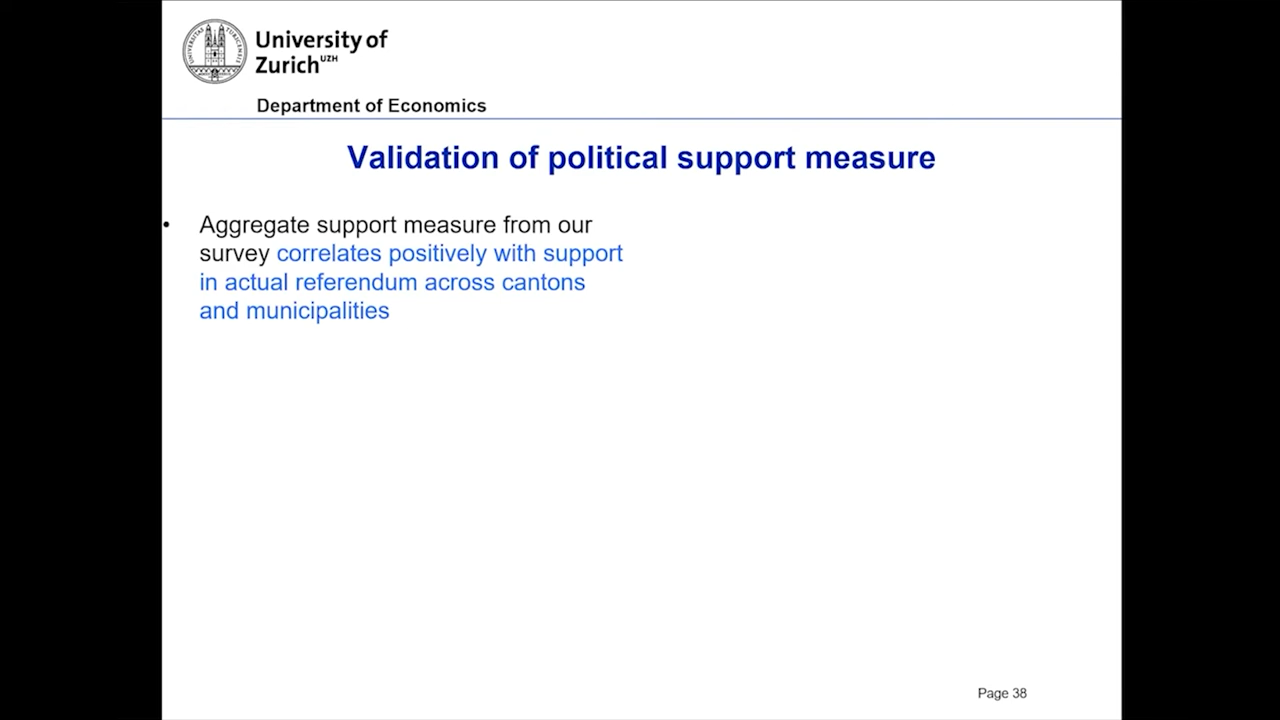 University of
Zurich UZH
Department of Economics
Validation of political support measure
• Aggregate support measure from our
survey correlates positively with support
in actual referendum across cantons
and municipalities
Page 38